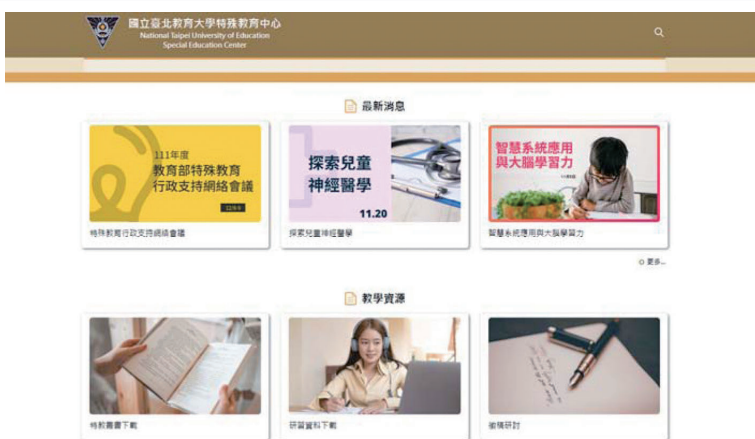 國立臺北教育大學特殊教育中心
National Taipei University of Education
Special Education Center
最新消息
111年度
教育部特殊教育
行政支持網絡會議
探索兒童
神經醫學
11.20
智慧系統應用
與大腦學習力
特殊教育行政支持網絡會議
探索兒童神經醫學
智慧系統應用與大腦學習力
更多...
教學資源
特教叢書下載
研習資料下載
徵稿研討